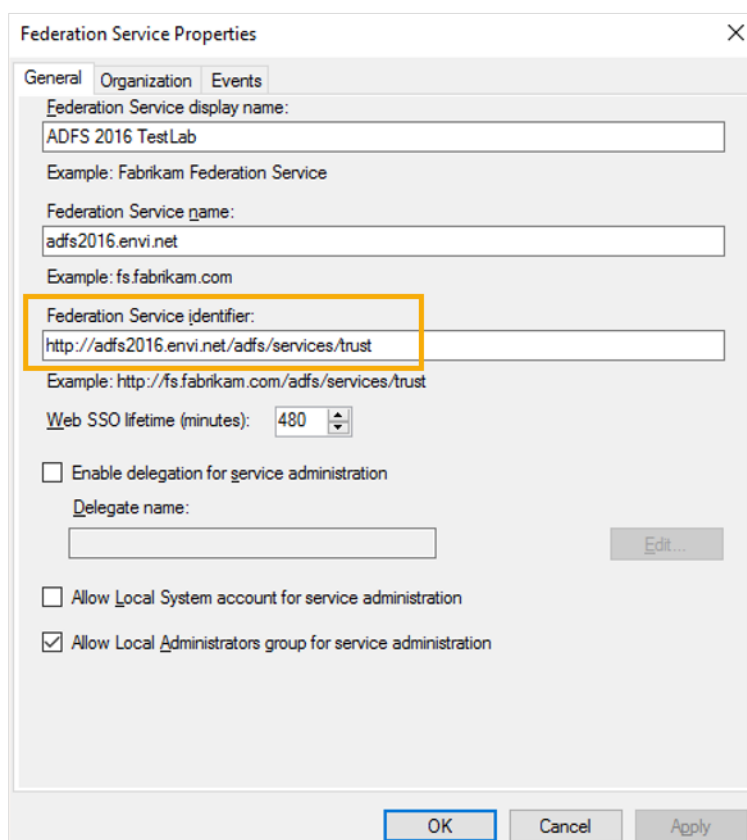 Federation Service Properties
General Organization Events
Federation Service display name:
ADFS 2016 TestLab
Example: Fabrikam Federation Service
Federation Service name:
adfs2016.envi.net
Example: fs.fabrikam.com
Federation Service identifier:
http://adfs2016.envi.net/adfs/services/trust
Example: http://fs.fabrikam.com/adfs/services/trust
Web SSO lifetime (minutes): 480
Enable delegation for service administration
Delegate name:
Edit...
Allow Local System account for service administration
Allow Local Administrators group for service administration
OK Cancel Apply